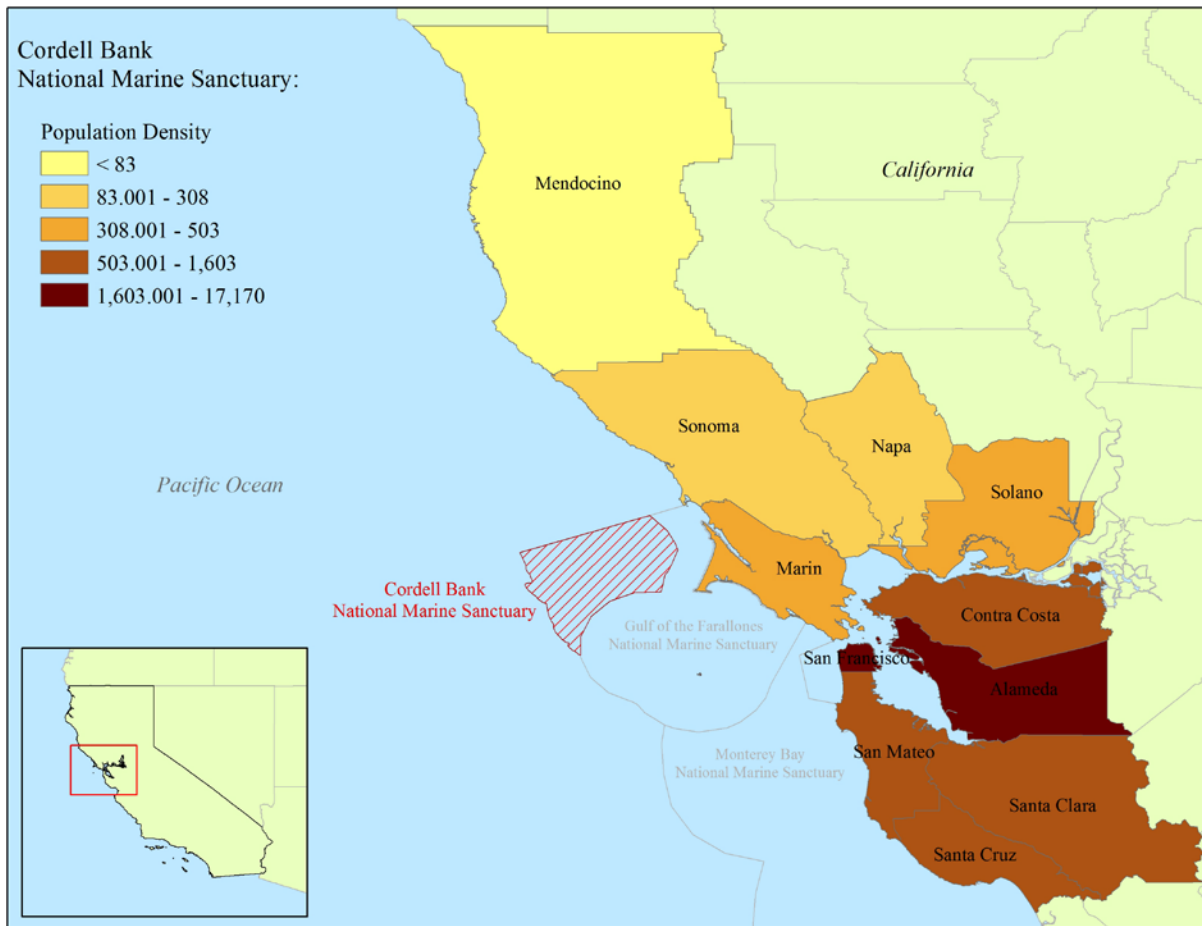 Cordell Bank
National Marine Sanctuary:
Population Density
< 83
83.001 - 308
308.001 - 503
503.001 - 1,603
1,603.001 - 17,170
Mendocino
California
Sonoma
Napa
Solano
Pacific Ocean
Marin
Cordell Bank
National Marine Sanctuary
Contra Costa
Gulf of the Farallones
National Marine Sanctuary
San Francisco
Alameda
San Mateo
Monterey Bay
National Marine Sanctuary
Santa Clara
Santa Cruz